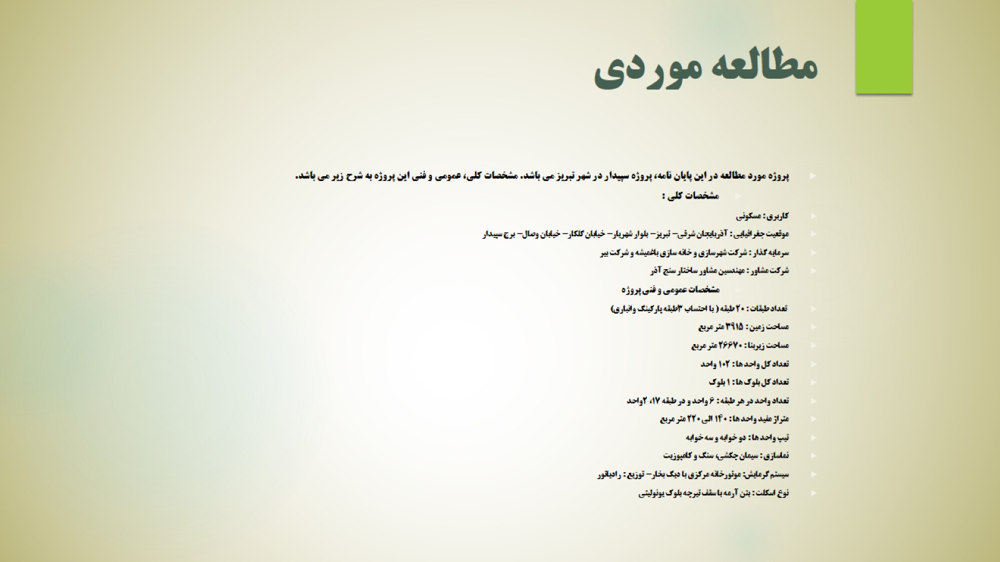 مطالعه موردی
پروژه مورد مطالعه در این پایان نامه، پروژه سپیدار در شهر تبریز می باشد. مشخصات کلی، عمومی و فنی این پروژه به شرح زیر می باشد.
مشخصات کلی :
کاربری : مسکونی
موقعیت جغرافیایی : آذربایجان شرقی– تبریز– بلوار شهریار– خیابان گلکار– خیابان وصال– برج سپیدار
سرمایه گذار : شرکت شهرسازی و خانه سازی باغمیشه و شرکت بیر
شرکت مشاور : مهندسین مشاور ساختار سنج آذر
مشخصات عمومی و فنی پروژه
تعداد طبقات : ۲۰ طبقه ( با احتساب ۳طبقه پارکینگ وانباری)
مساحت زمین : ۳۹۱۵ متر مربع
مساحت زیربنا : ۲۶۶۷۰ متر مربع
تعداد کل واحد ها : ۱۰۲ واحد
تعداد کل بلوک ها : ۱ بلوک
تعداد واحد در هر طبقه : ۶ واحد و در طبقه ۱۷، ۲واحد
متراژ مفید واحد ها : ۱۴۰ الی ۲۲۰ متر مربع
تیپ واحد ها : دو خوابه و سه خوابه
نماسازی : سیمان چکشی، سنگ و کامپوزیت
سیستم گرمایش: موتورخانه مرکزی با دیگ بخار– توزیع : رادیاتور
نوع اسکلت : بتن آرمه با سقف تیرچه بلوک یونولیتی